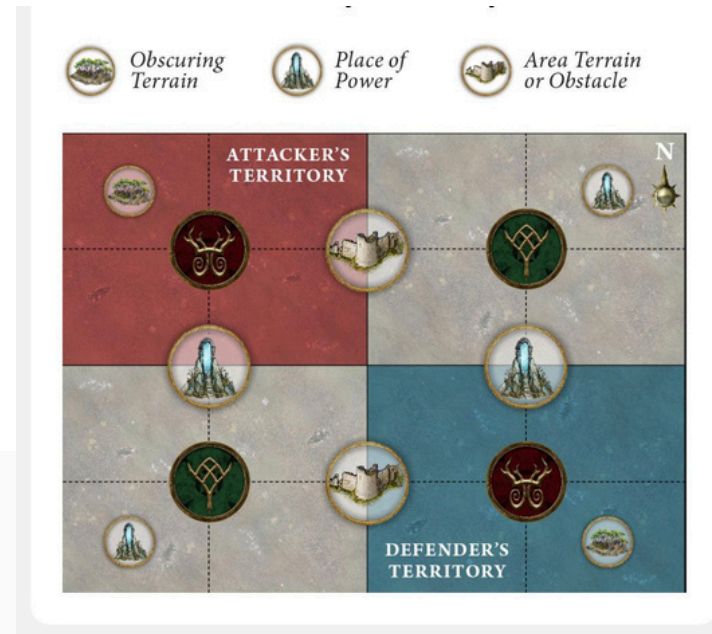 Obscuring
Terrain
Place of
Power
Area Terrain
or Obstacle
ATTACKER'S
TERRITORY
N
DEFENDER'S
TERRITORY